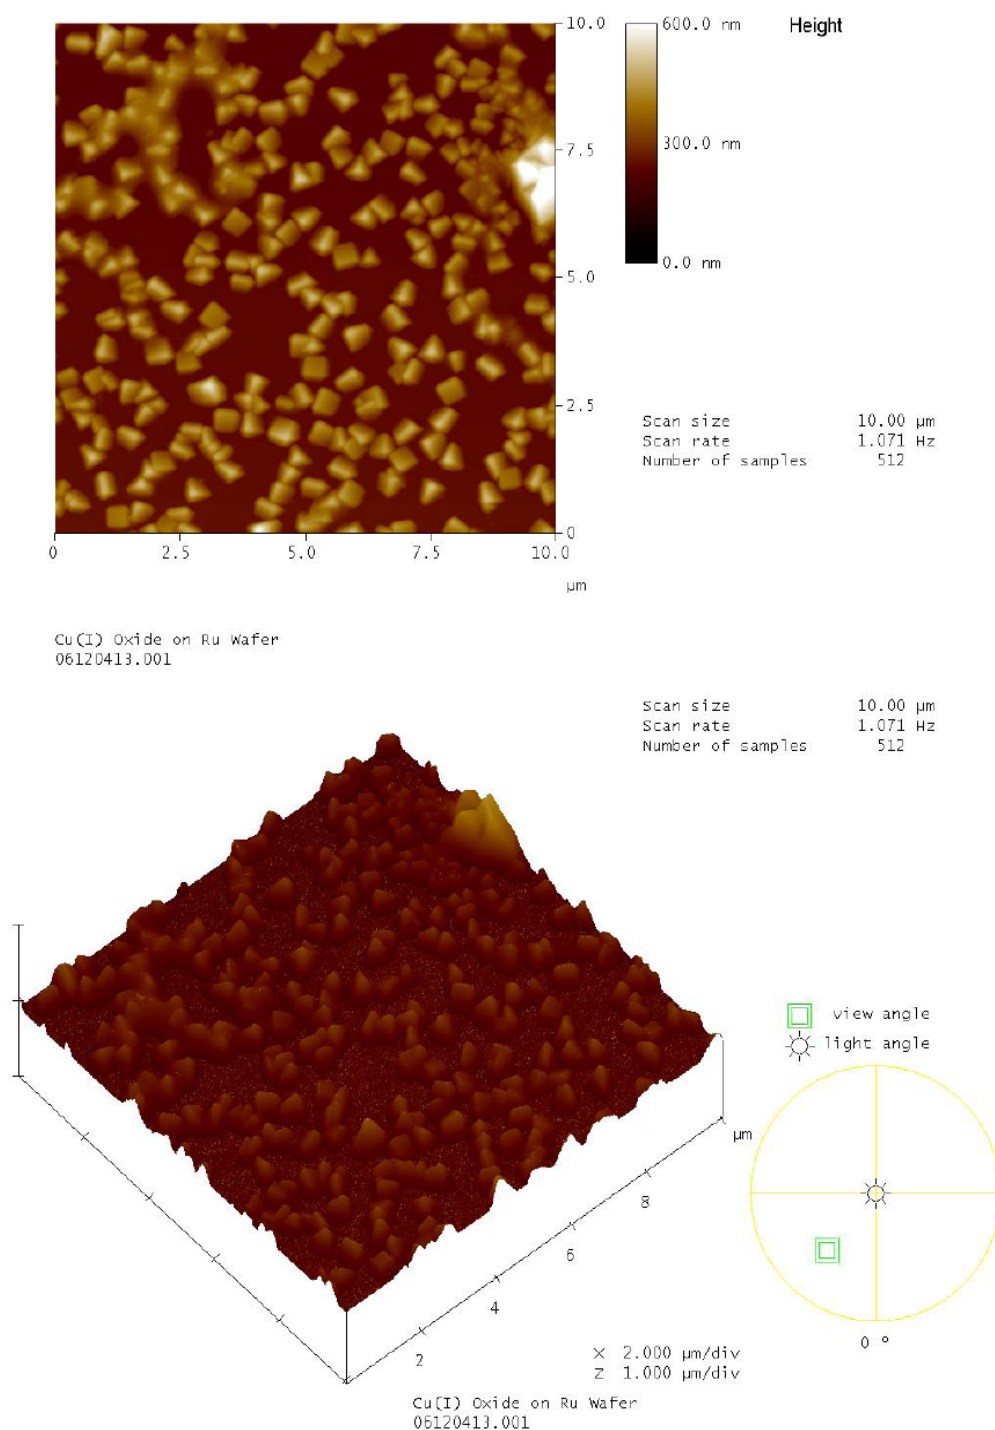 10.0
600.0 nm
Height
7.5
300.0 nm
5.0
0.0 nm
2.5
Scan size 10.00 µm
Scan rate 1.071 Hz
Number of samples 512
0
0 2.5 5.0 7.5 10.0
µm
Cu(I) Oxide on Ru Wafer
06120413.001
Scan size 10.00 µm
Scan rate 1.071 Hz
Number of samples 512
view angle
light angle
µm
8
6
4
2
0 °
X 2.000 µm/div
Z 1.000 µm/div
Cu(I) Oxide on Ru Wafer
06120413.001